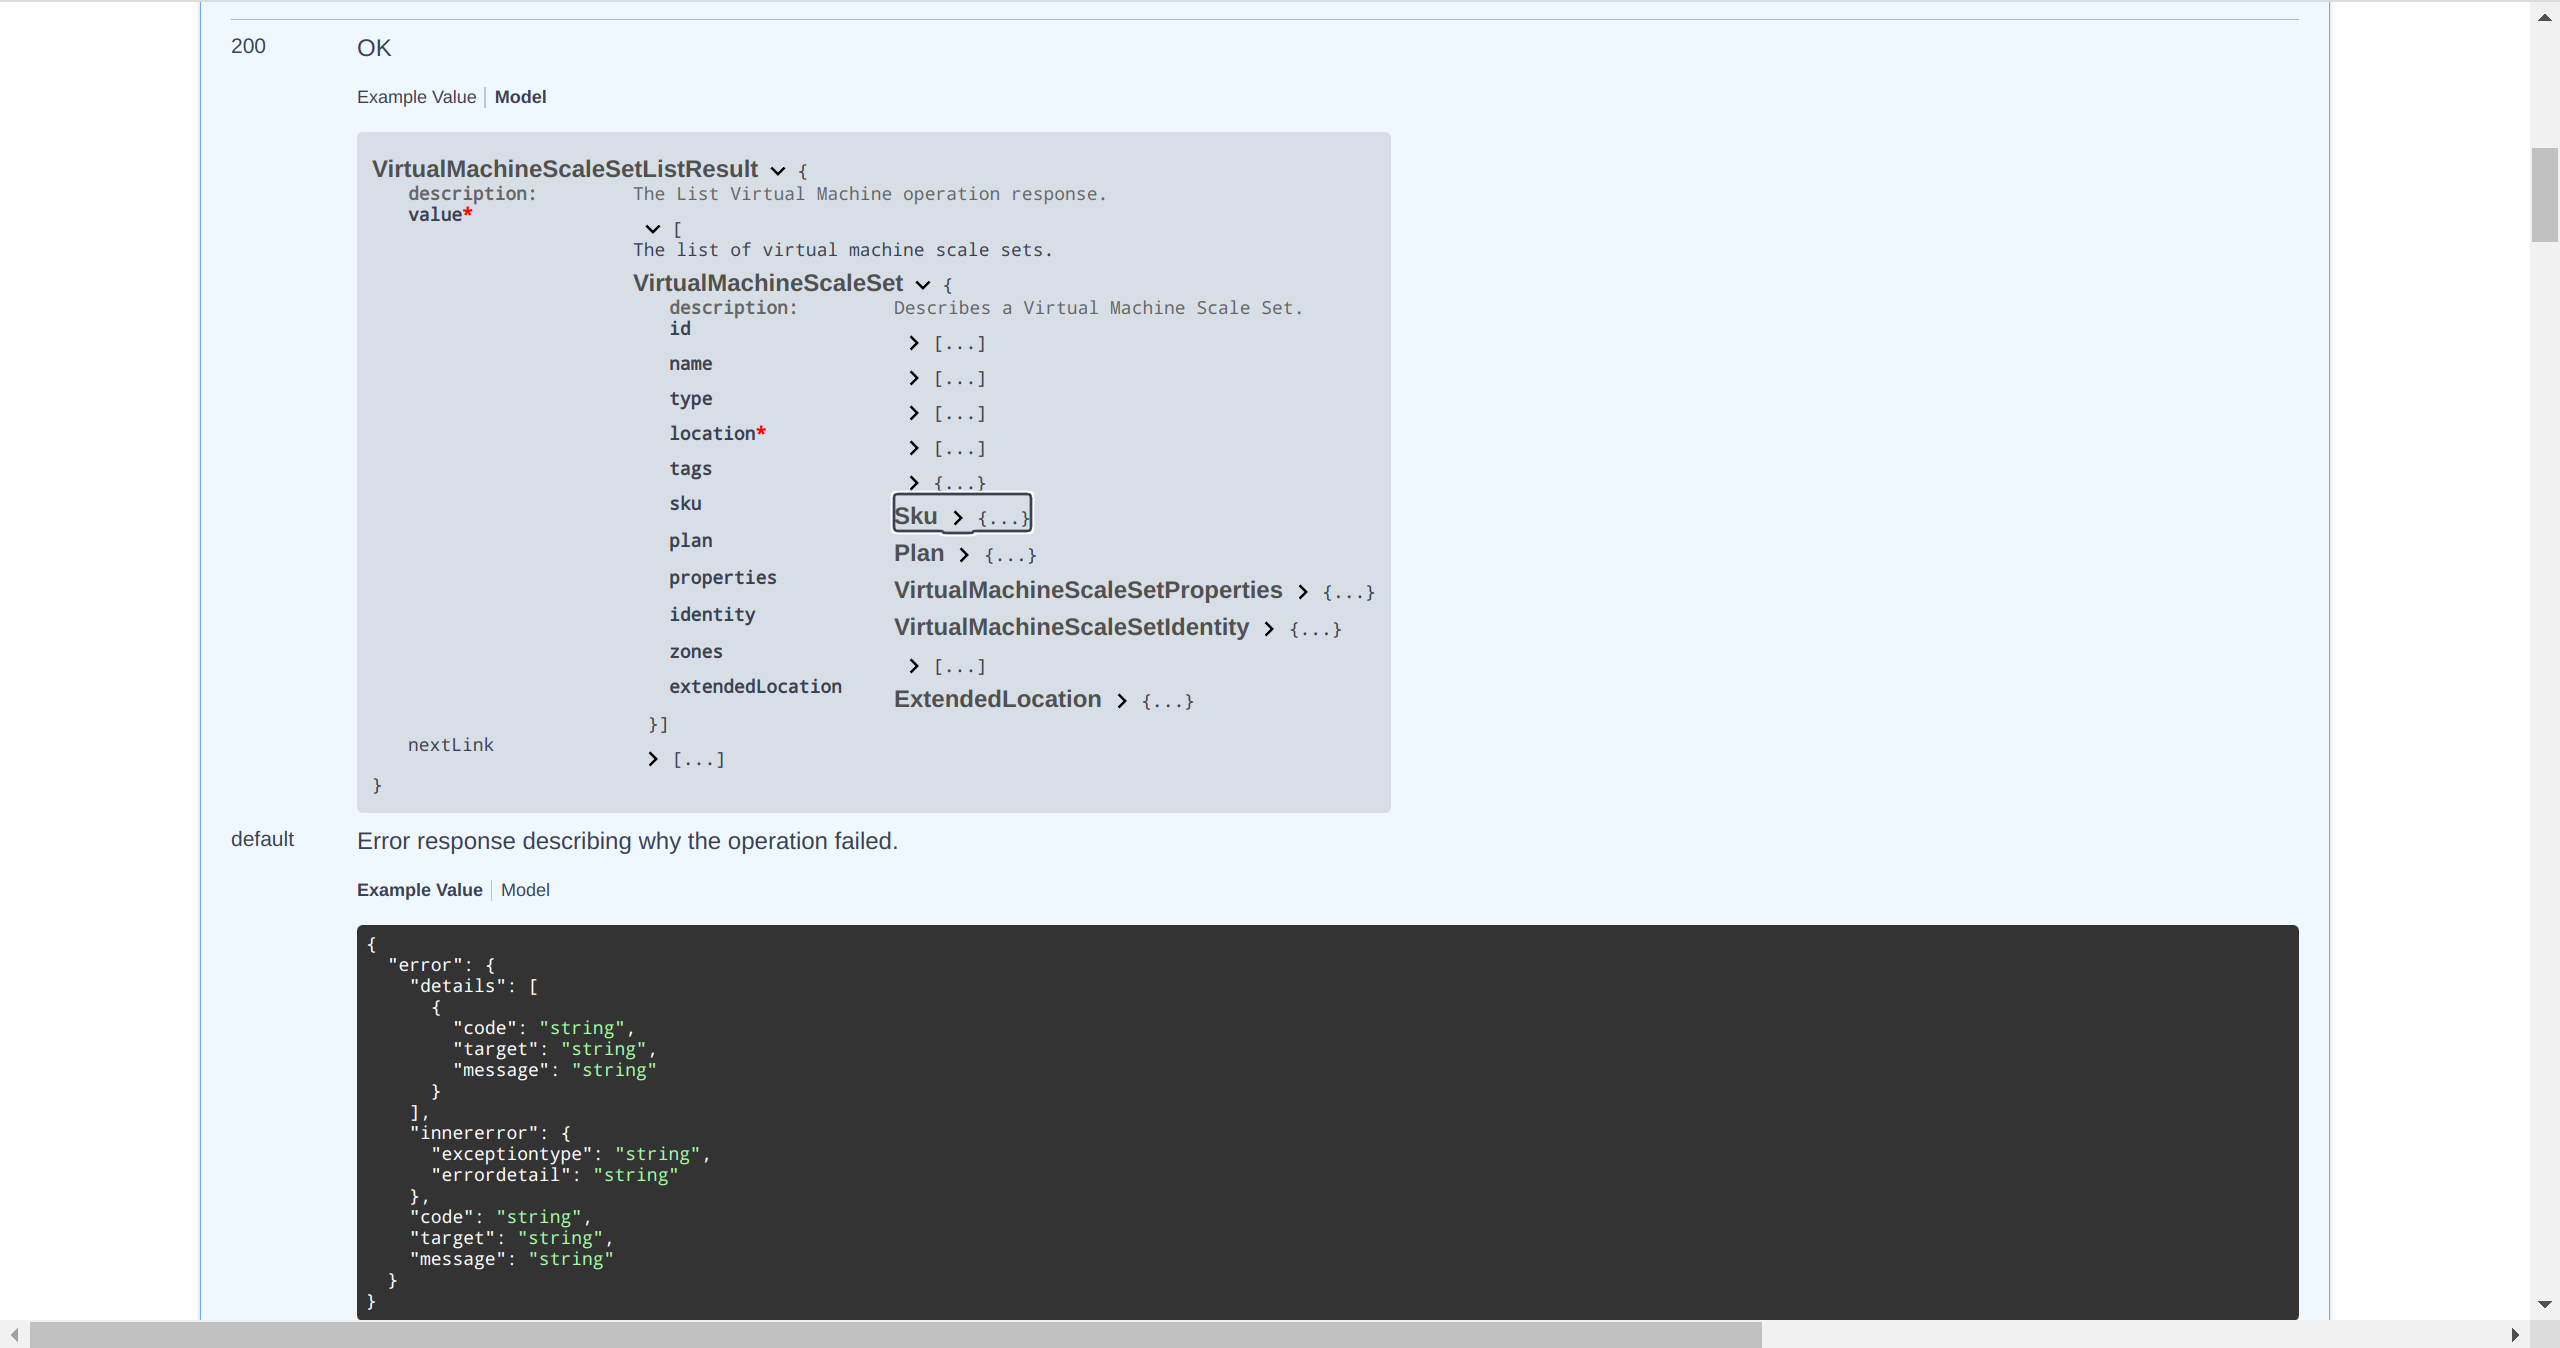 200 OK
Example Value Model
VirtualMachineScaleSetListResult {
description: The List Virtual Machine operation response.
value*
[
The list of virtual machine scale sets.
VirtualMachineScaleSet {
description: Describes a Virtual Machine Scale Set.
id [...]
name [...]
type [...]
location* [...]
tags {...}
sku Sku {...}
plan Plan {...}
properties VirtualMachineScaleSetProperties {...}
identity VirtualMachineScaleSetIdentity {...}
zones [...]
extendedLocation ExtendedLocation {...}
}]
nextLink [...]
}
default Error response describing why the operation failed.
Example Value Model
{
"error": {
"details": [
{
"code": "string",
"target": "string",
"message": "string"
}
],
"innererror": {
"exceptiontype": "string",
"errordetail": "string"
},
"code": "string",
"target": "string",
"message": "string"
}
}